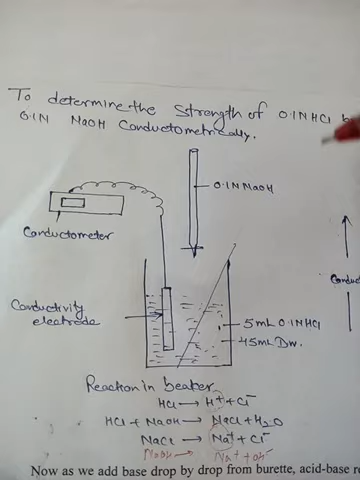 To determine the Strength of 0.1N HCl b
0.1N NaOH Conductometrically.
0.1N NaOH
Conductometer
Conduct
Conductivity
electrode
5mL 0.1N HCl
45mL Dw.
Reaction in beaker
HCl → H⁺ + Cl⁻
HCl + NaOH → NaCl + H₂O
NaCl → Na⁺ + Cl⁻
NaOH → Na⁺ + OH⁻
Now as we add base drop by drop from burette, acid-base re